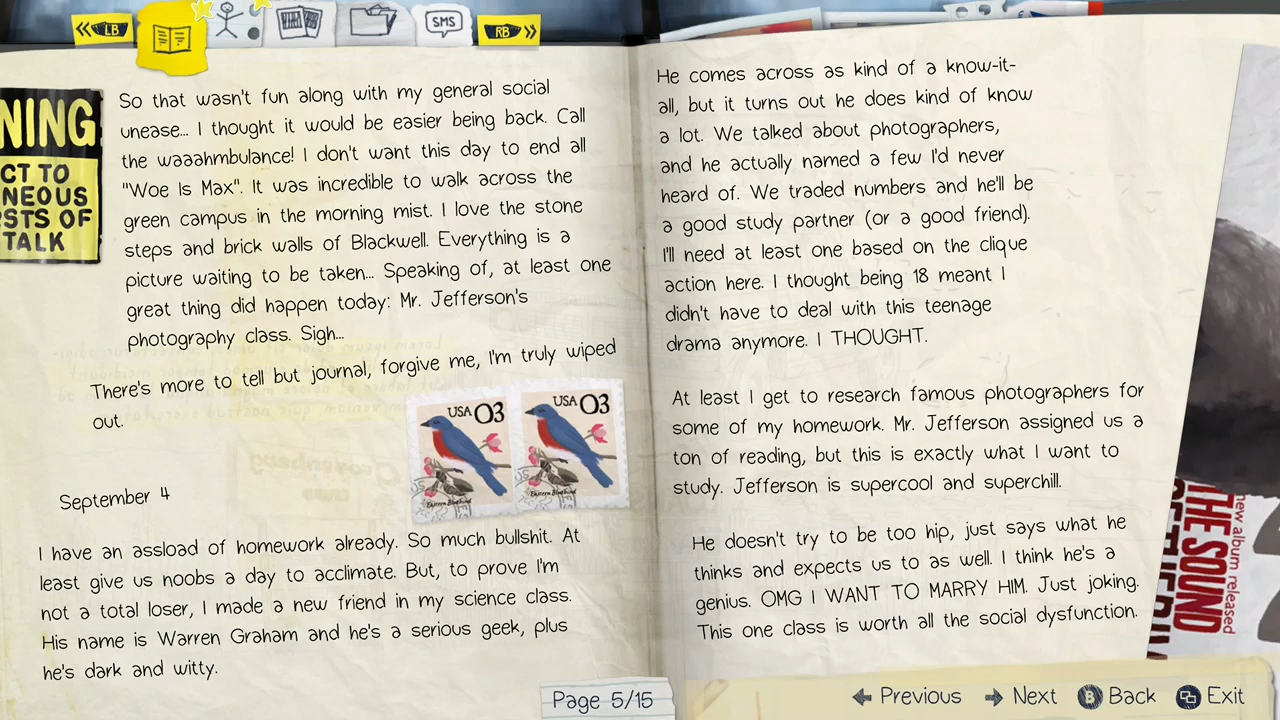 LB
SMS
RB
NING
CT TO
NEOUS
STS OF
TALK
So that wasn't fun along with my general social
unease... I thought it would be easier being back. Call
the waaahmbulance! I don't want this day to end all
"Woe Is Max". It was incredible to walk across the
green campus in the morning mist. I love the stone
steps and brick walls of Blackwell. Everything is a
picture waiting to be taken... Speaking of, at least one
great thing did happen today: Mr. Jefferson's
photography class. Sigh...
There's more to tell but journal, forgive me, I'm truly wiped
out.
USA 03
USA 03
Eastern Bluebird
Eastern Bluebird
September 4
I have an assload of homework already. So much bullshit. At
least give us noobs a day to acclimate. But, to prove I'm
not a total loser, I made a new friend in my science class.
His name is Warren Graham and he's a serious geek, plus
he's dark and witty.
He comes across as kind of a know-it-
all, but it turns out he does kind of know
a lot. We talked about photographers,
and he actually named a few I'd never
heard of. We traded numbers and he'll be
a good study partner (or a good friend).
I'll need at least one based on the clique
action here. I thought being 18 meant I
didn't have to deal with this teenage
drama anymore. I THOUGHT.
At least I get to research famous photographers for
some of my homework. Mr. Jefferson assigned us a
ton of reading, but this is exactly what I want to
study. Jefferson is supercool and superchill.
He doesn't try to be too hip, just says what he
thinks and expects us to as well. I think he's a
genius. OMG I WANT TO MARRY HIM. Just joking.
This one class is worth all the social dysfunction.
new album released
THE SOUND
Page 5/15
Previous
Next
B Back
Exit